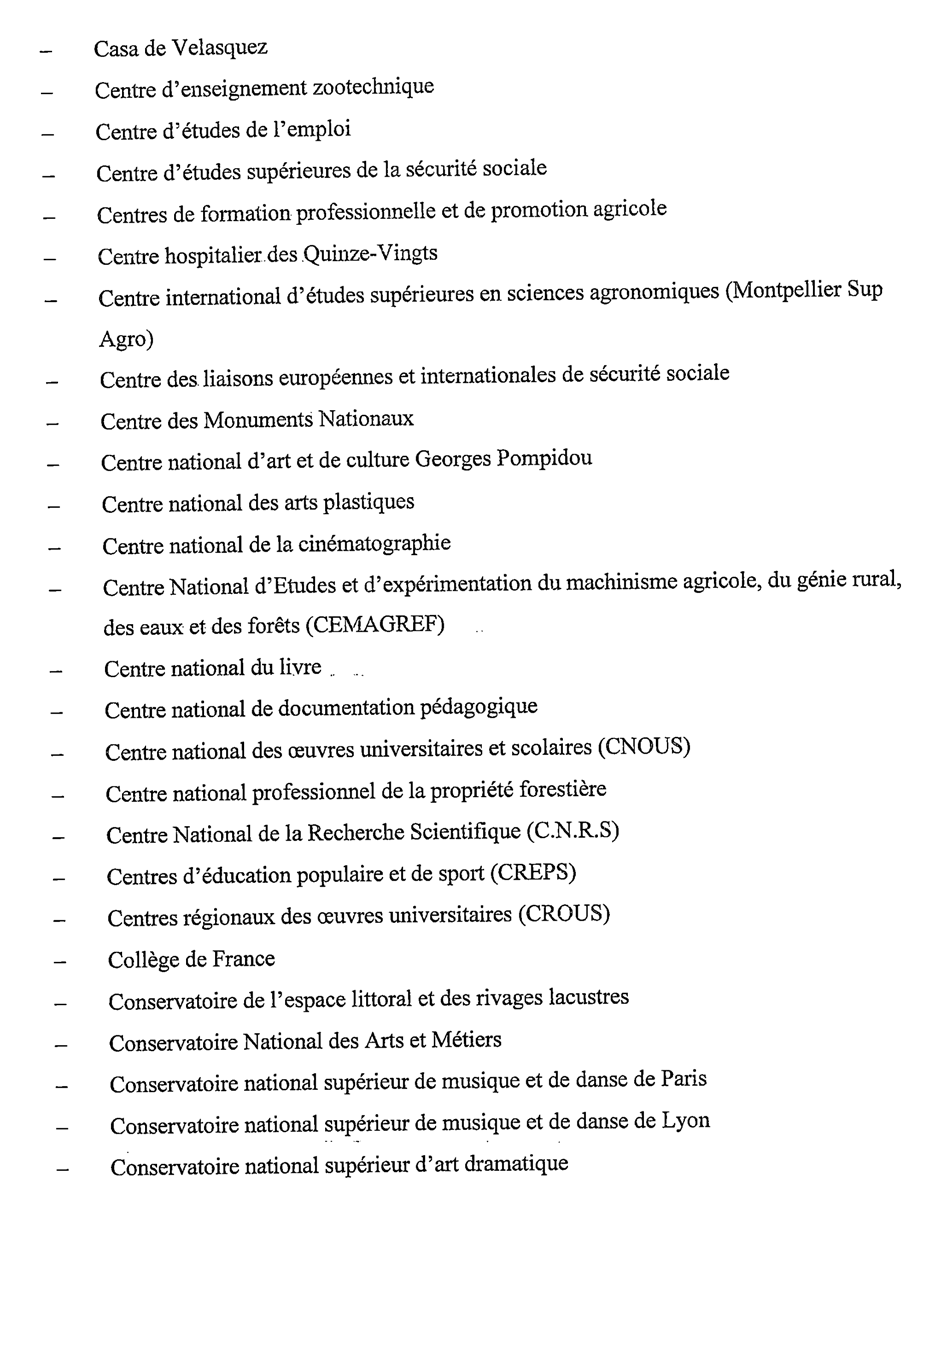 – Casa de Velasquez
– Centre d'enseignement zootechnique
– Centre d'études de l'emploi
– Centre d'études supérieures de la sécurité sociale
– Centres de formation professionnelle et de promotion agricole
– Centre hospitalier des Quinze-Vingts
– Centre international d'études supérieures en sciences agronomiques (Montpellier Sup
Agro)
– Centre des liaisons européennes et internationales de sécurité sociale
– Centre des Monuments Nationaux
– Centre national d'art et de culture Georges Pompidou
– Centre national des arts plastiques
– Centre national de la cinématographie
– Centre National d'Etudes et d'expérimentation du machinisme agricole, du génie rural,
des eaux et des forêts (CEMAGREF)
– Centre national du livre
– Centre national de documentation pédagogique
– Centre national des œuvres universitaires et scolaires (CNOUS)
– Centre national professionnel de la propriété forestière
– Centre National de la Recherche Scientifique (C.N.R.S)
– Centres d'éducation populaire et de sport (CREPS)
– Centres régionaux des œuvres universitaires (CROUS)
– Collège de France
– Conservatoire de l'espace littoral et des rivages lacustres
– Conservatoire National des Arts et Métiers
– Conservatoire national supérieur de musique et de danse de Paris
– Conservatoire national supérieur de musique et de danse de Lyon
– Conservatoire national supérieur d'art dramatique